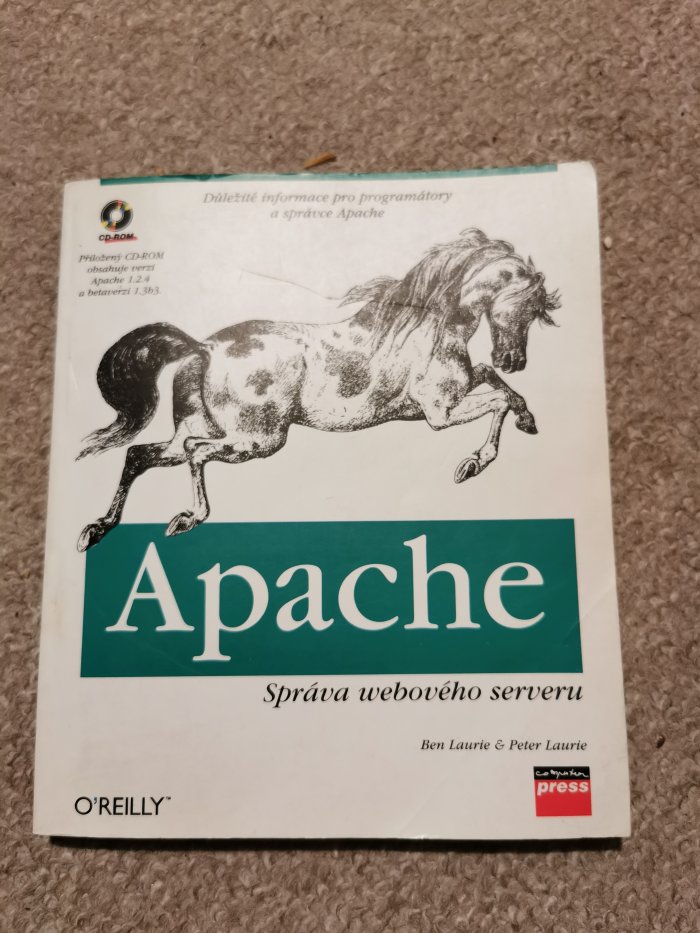 Důležité informace pro programátory
a správce Apache
CD-ROM
Přiložený CD-ROM
obsahuje verzi
Apache 1.2.4
a betaverzi 1.3b3.
Apache
Správa webového serveru
Ben Laurie & Peter Laurie
O'REILLY™
computer
press